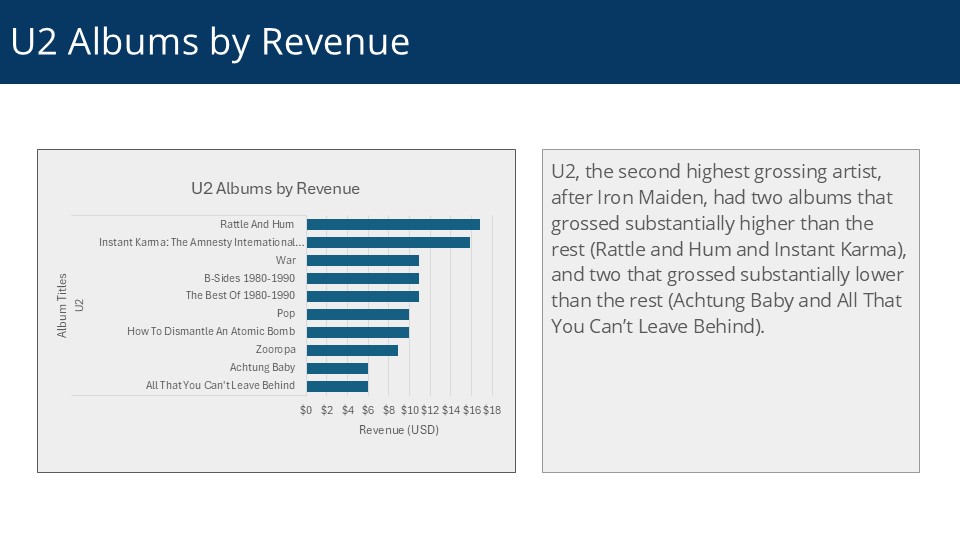 U2 Albums by Revenue
U2 Albums by Revenue
Album Titles
U2
Rattle And Hum
Instant Karma: The Amnesty International...
War
B-Sides 1980-1990
The Best Of 1980-1990
Pop
How To Dismantle An Atomic Bomb
Zooropa
Achtung Baby
All That You Can't Leave Behind
$0 $2 $4 $6 $8 $10 $12 $14 $16 $18
Revenue (USD)
U2, the second highest grossing artist,
after Iron Maiden, had two albums that
grossed substantially higher than the
rest (Rattle and Hum and Instant Karma),
and two that grossed substantially lower
than the rest (Achtung Baby and All That
You Can’t Leave Behind).